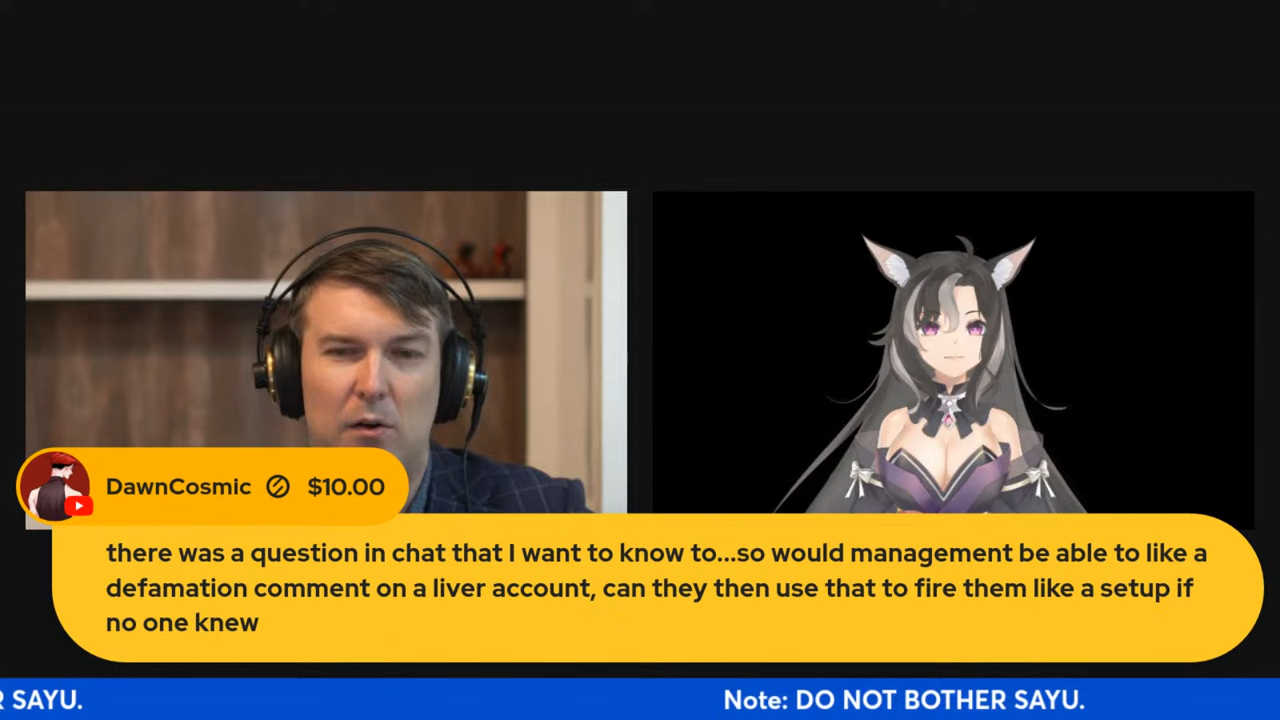 DawnCosmic $10.00
there was a question in chat that I want to know to...so would management be able to like a
defamation comment on a liver account, can they then use that to fire them like a setup if
no one knew
R SAYU. Note: DO NOT BOTHER SAYU.